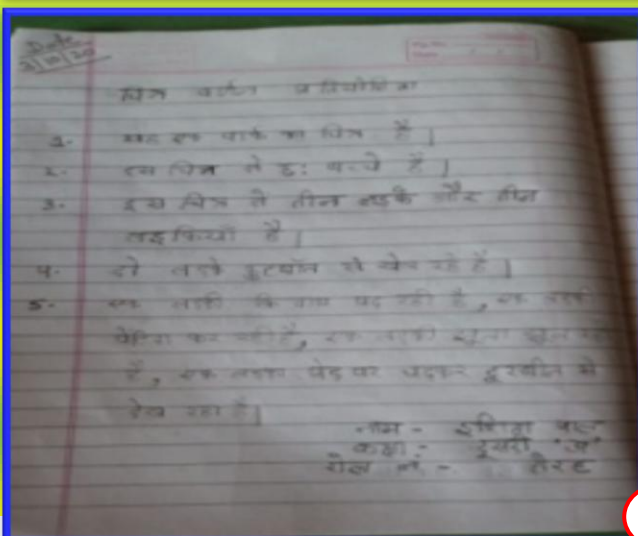 Date
चित्र वर्णन प्रतियोगिता
1. यह एक पार्क का चित्र है |
2. इस चित्र में छः बच्चे हैं |
3. इस चित्र में तीन लड़के और तीन
लड़कियाँ हैं |
4. दो लड़के फुटबॉल से खेल रहे हैं |
5. एक लड़की किताब पढ़ रही है, एक लड़की
पेंटिंग कर रही है, एक लड़की झूला झूल रही
है, एक लड़का पेड़ पर चढ़कर दूरबीन से
देख रहा है |
नाम -
कक्षा - दूसरी 'अ'
रोल नं - तेरह